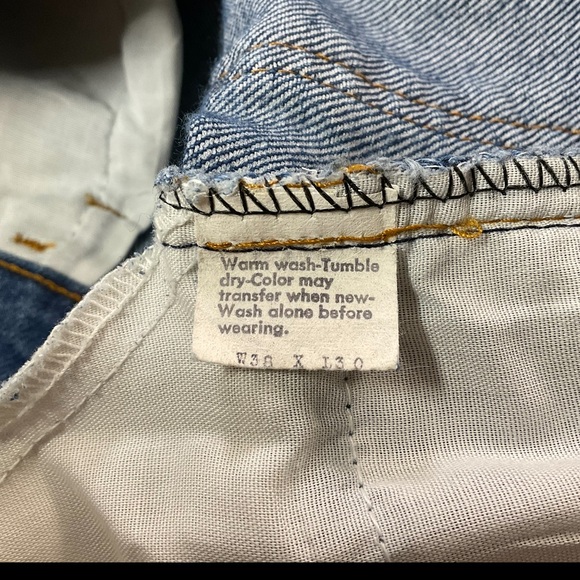 Warm wash-Tumble
dry-Color may
transfer when new-
Wash alone before
wearing.
W38 X L30